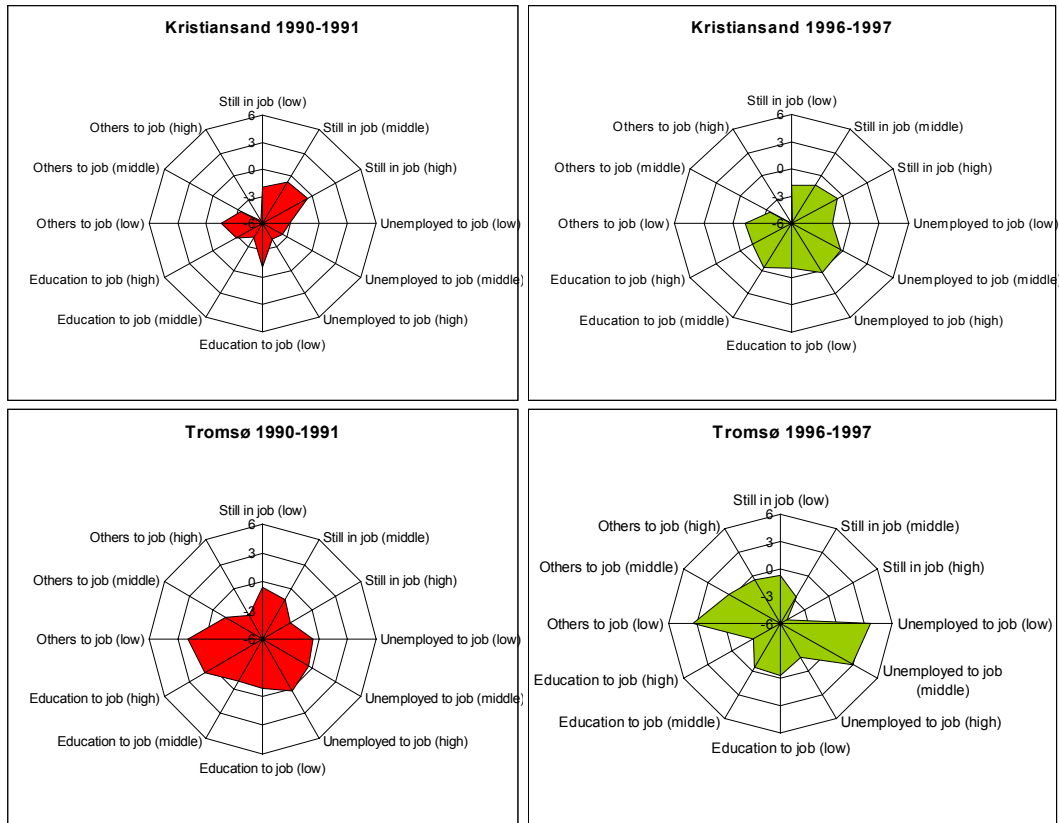 Kristiansand 1990-1991
Still in job (low)
Still in job (middle)
Still in job (high)
Unemployed to job (low)
Unemployed to job (middle)
Unemployed to job (high)
Education to job (low)
Education to job (middle)
Education to job (high)
Others to job (low)
Others to job (middle)
Others to job (high)
6
3
0
-3
-6
Kristiansand 1996-1997
Still in job (low)
Still in job (middle)
Still in job (high)
Unemployed to job (low)
Unemployed to job (middle)
Unemployed to job (high)
Education to job (low)
Education to job (middle)
Education to job (high)
Others to job (low)
Others to job (middle)
Others to job (high)
6
3
0
-3
-6
Tromsø 1990-1991
Still in job (low)
Still in job (middle)
Still in job (high)
Unemployed to job (low)
Unemployed to job (middle)
Unemployed to job (high)
Education to job (low)
Education to job (middle)
Education to job (high)
Others to job (low)
Others to job (middle)
Others to job (high)
6
3
0
-3
-6
Tromsø 1996-1997
Still in job (low)
Still in job (middle)
Still in job (high)
Unemployed to job (low)
Unemployed to job
(middle)
Unemployed to job (high)
Education to job (low)
Education to job (middle)
Education to job (high)
Others to job (low)
Others to job (middle)
Others to job (high)
6
3
0
-3
-6